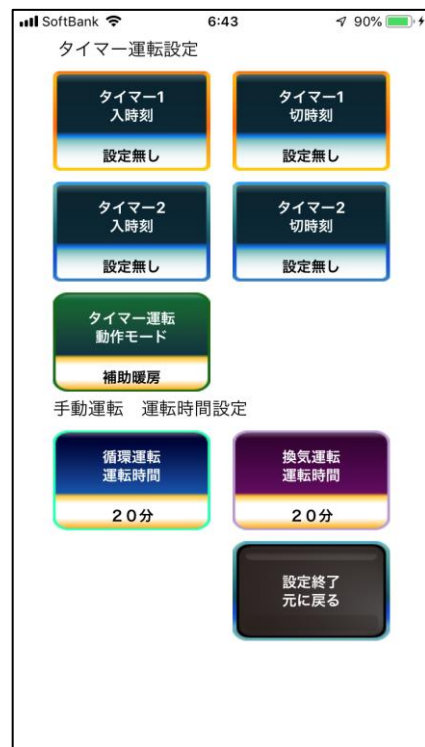 SoftBank 6:43 90%
タイマー運転設定
タイマー1
入時刻
設定無し
タイマー1
切時刻
設定無し
タイマー2
入時刻
設定無し
タイマー2
切時刻
設定無し
タイマー運転
動作モード
補助暖房
手動運転　運転時間設定
循環運転
運転時間
２０分
換気運転
運転時間
２０分
設定終了
元に戻る